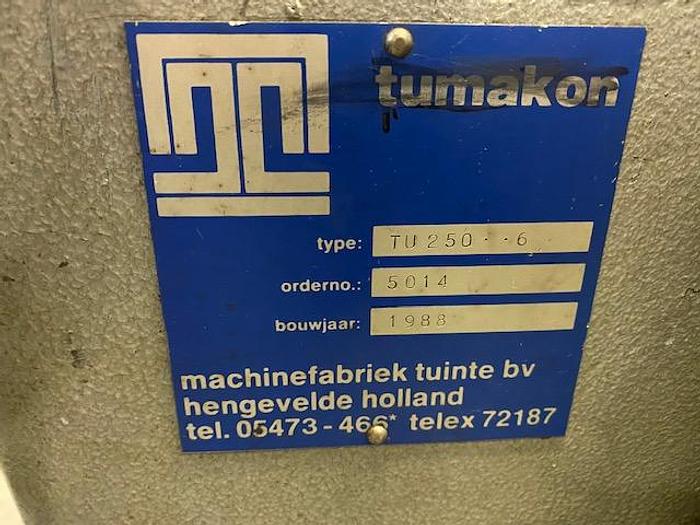 tumakon
type: TU 250 - - 6
orderno.: 5014
bouwjaar: 1988
machinefabriek tuinte bv
hengevelde holland
tel. 05473-466* telex 72187